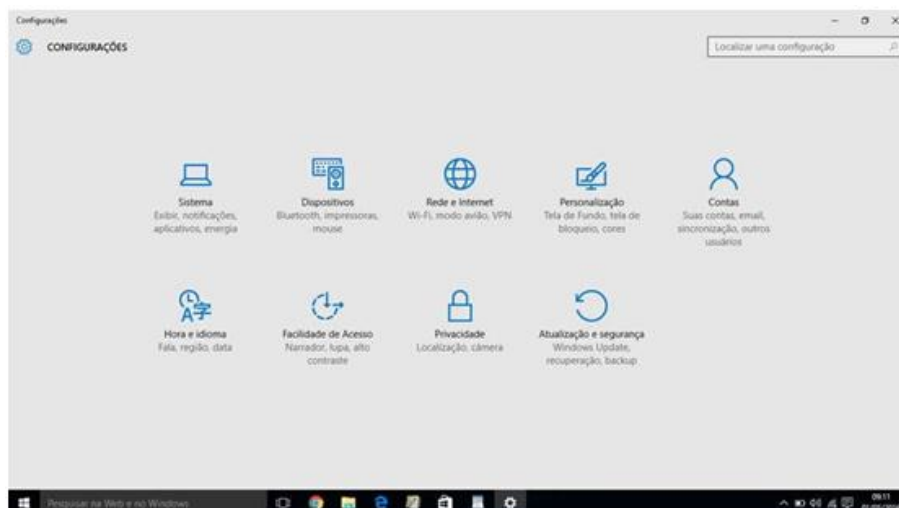 Configurações
CONFIGURAÇÕES
Localizar uma configuração
Sistema
Exibir, notificações,
aplicativos, energia
Dispositivos
Bluetooth, impressoras,
mouse
Rede e Internet
Wi-Fi, modo avião, VPN
Personalização
Tela de Fundo, tela de
bloqueio, cores
Contas
Suas contas, email,
sincronização, outros
usuários
Hora e idioma
Fala, região, data
Facilidade de Acesso
Narrador, lupa, alto
contraste
Privacidade
Localização, câmera
Atualização e segurança
Windows Update,
recuperação, backup
Pesquisar na Web e no Windows
09:11